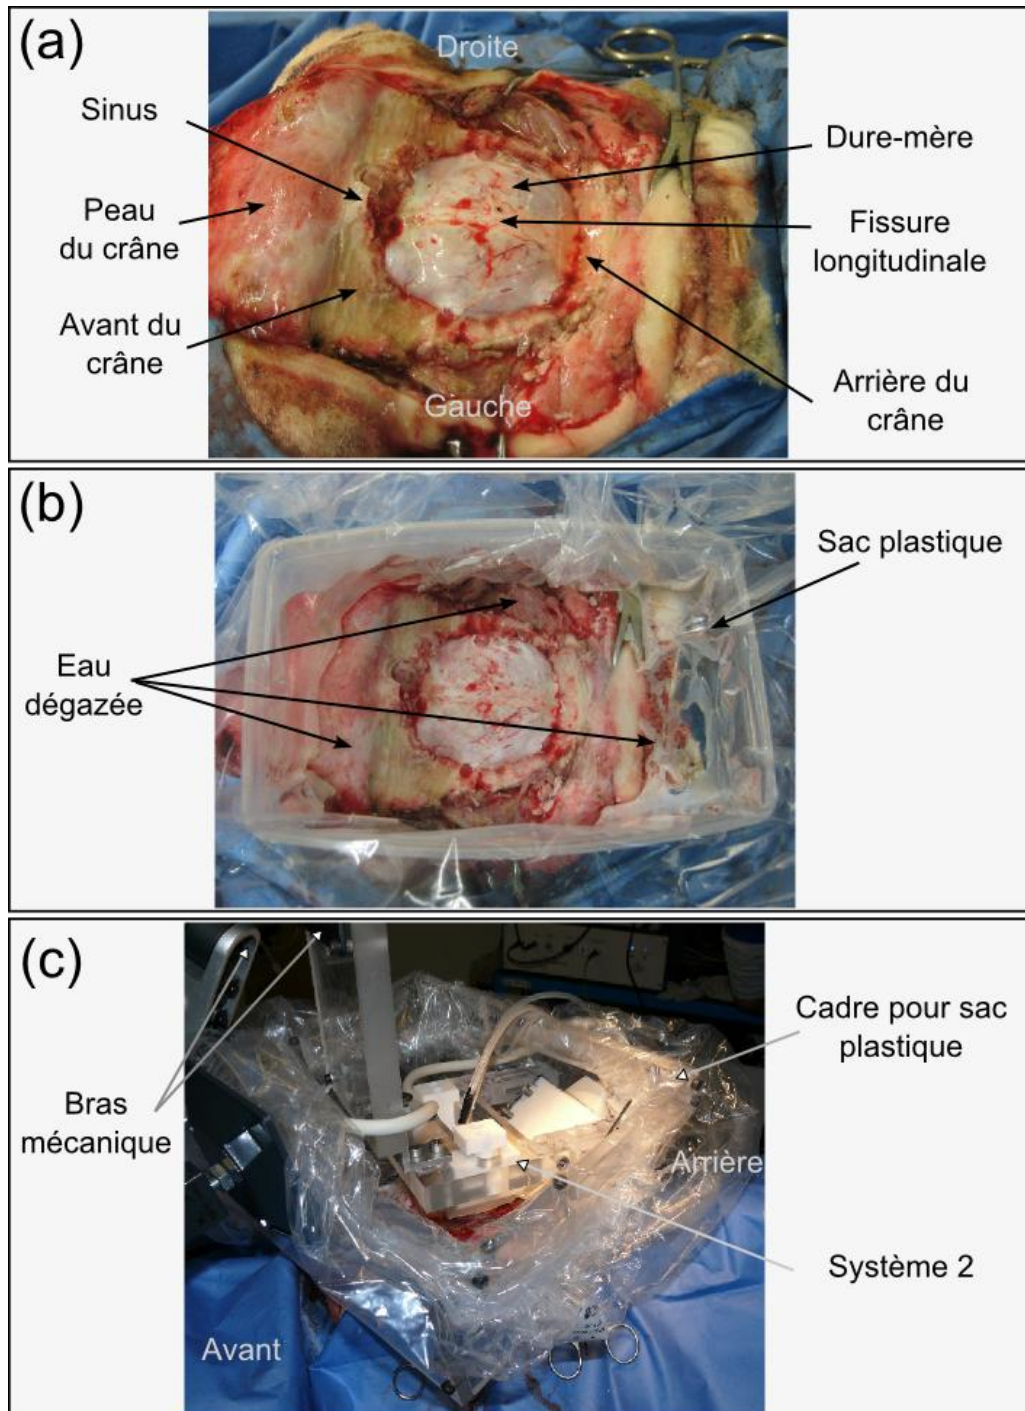 (a)
Droite
Sinus
Dure-mère
Peau
du crâne
Fissure
longitudinale
Avant du
crâne
Arrière du
crâne
Gauche
(b)
Sac plastique
Eau
dégazée
(c)
Cadre pour sac
plastique
Bras
mécanique
Arrière
Système 2
Avant